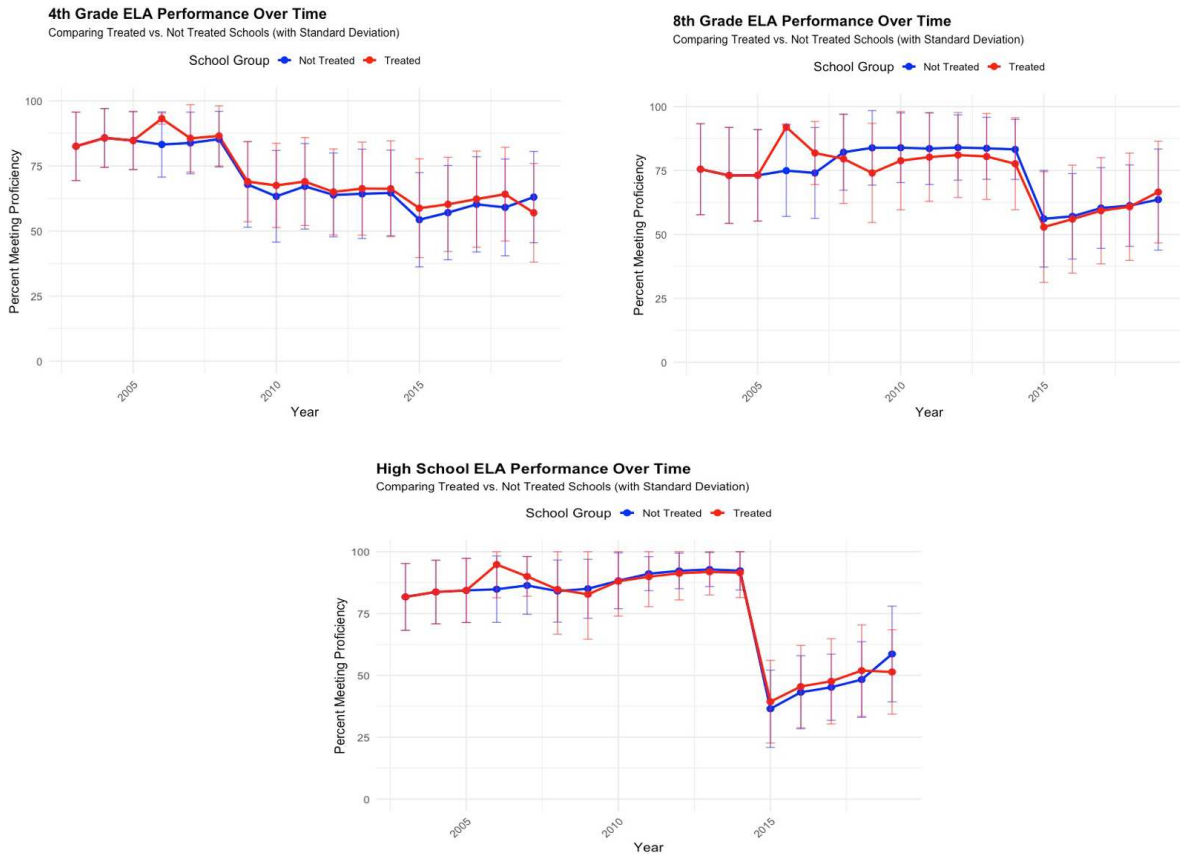 4th Grade ELA Performance Over Time
Comparing Treated vs. Not Treated Schools (with Standard Deviation)
School Group Not Treated Treated
100
75
50
25
0
Percent Meeting Proficiency
2005 2010 2015
Year
8th Grade ELA Performance Over Time
Comparing Treated vs. Not Treated Schools (with Standard Deviation)
School Group Not Treated Treated
100
75
50
25
0
Percent Meeting Proficiency
2005 2010 2015
Year
High School ELA Performance Over Time
Comparing Treated vs. Not Treated Schools (with Standard Deviation)
School Group Not Treated Treated
100
75
50
25
0
Percent Meeting Proficiency
2005 2010 2015
Year